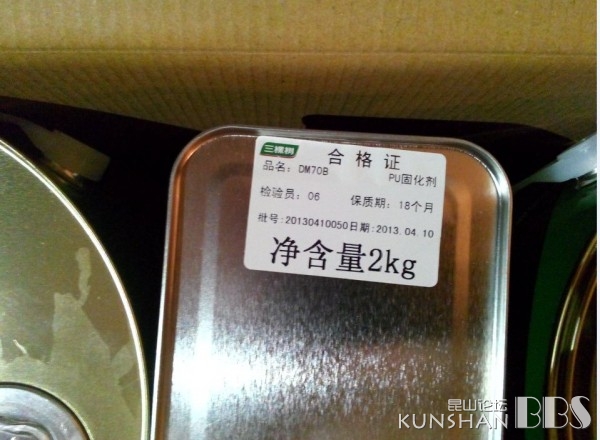 三棵树
合格证
品名: DM70B PU固化剂
检验员: 06 保质期: 18个月
批号:20130410050日期:2013.04.10
净含量2kg
昆山论坛
KUNSHAN BBS